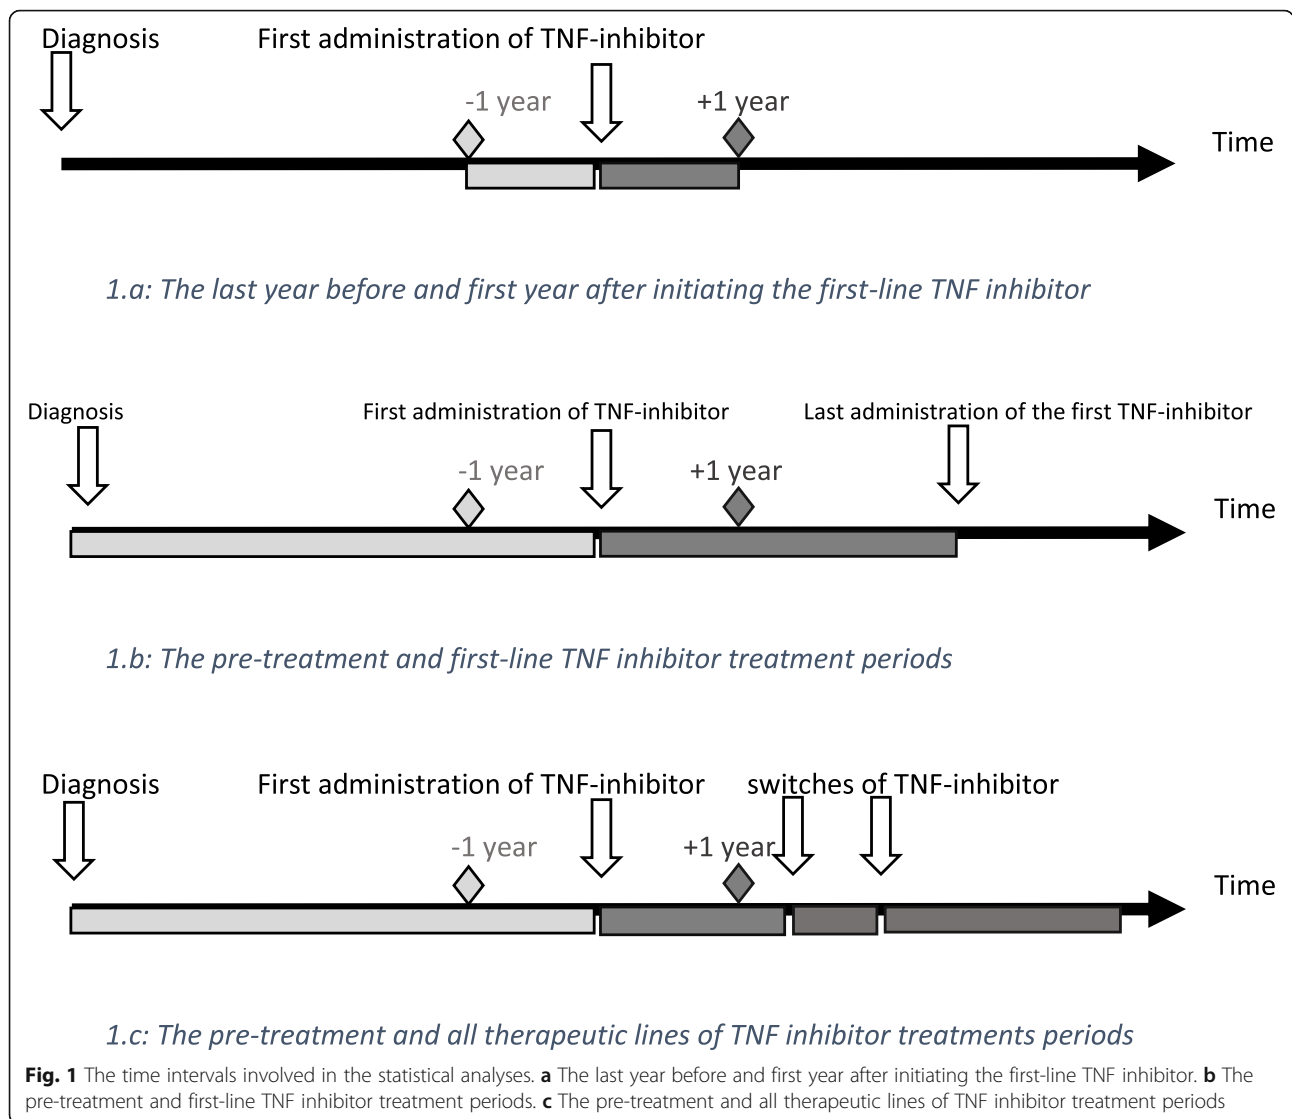 Diagnosis First administration of TNF-inhibitor
-1 year +1 year
Time
1.a: The last year before and first year after initiating the first-line TNF inhibitor
Diagnosis First administration of TNF-inhibitor Last administration of the first TNF-inhibitor
-1 year +1 year
Time
1.b: The pre-treatment and first-line TNF inhibitor treatment periods
Diagnosis First administration of TNF-inhibitor switches of TNF-inhibitor
-1 year +1 year
Time
1.c: The pre-treatment and all therapeutic lines of TNF inhibitor treatments periods
Fig. 1 The time intervals involved in the statistical analyses. a The last year before and first year after initiating the first-line TNF inhibitor. b The
pre-treatment and first-line TNF inhibitor treatment periods. c The pre-treatment and all therapeutic lines of TNF inhibitor treatment periods